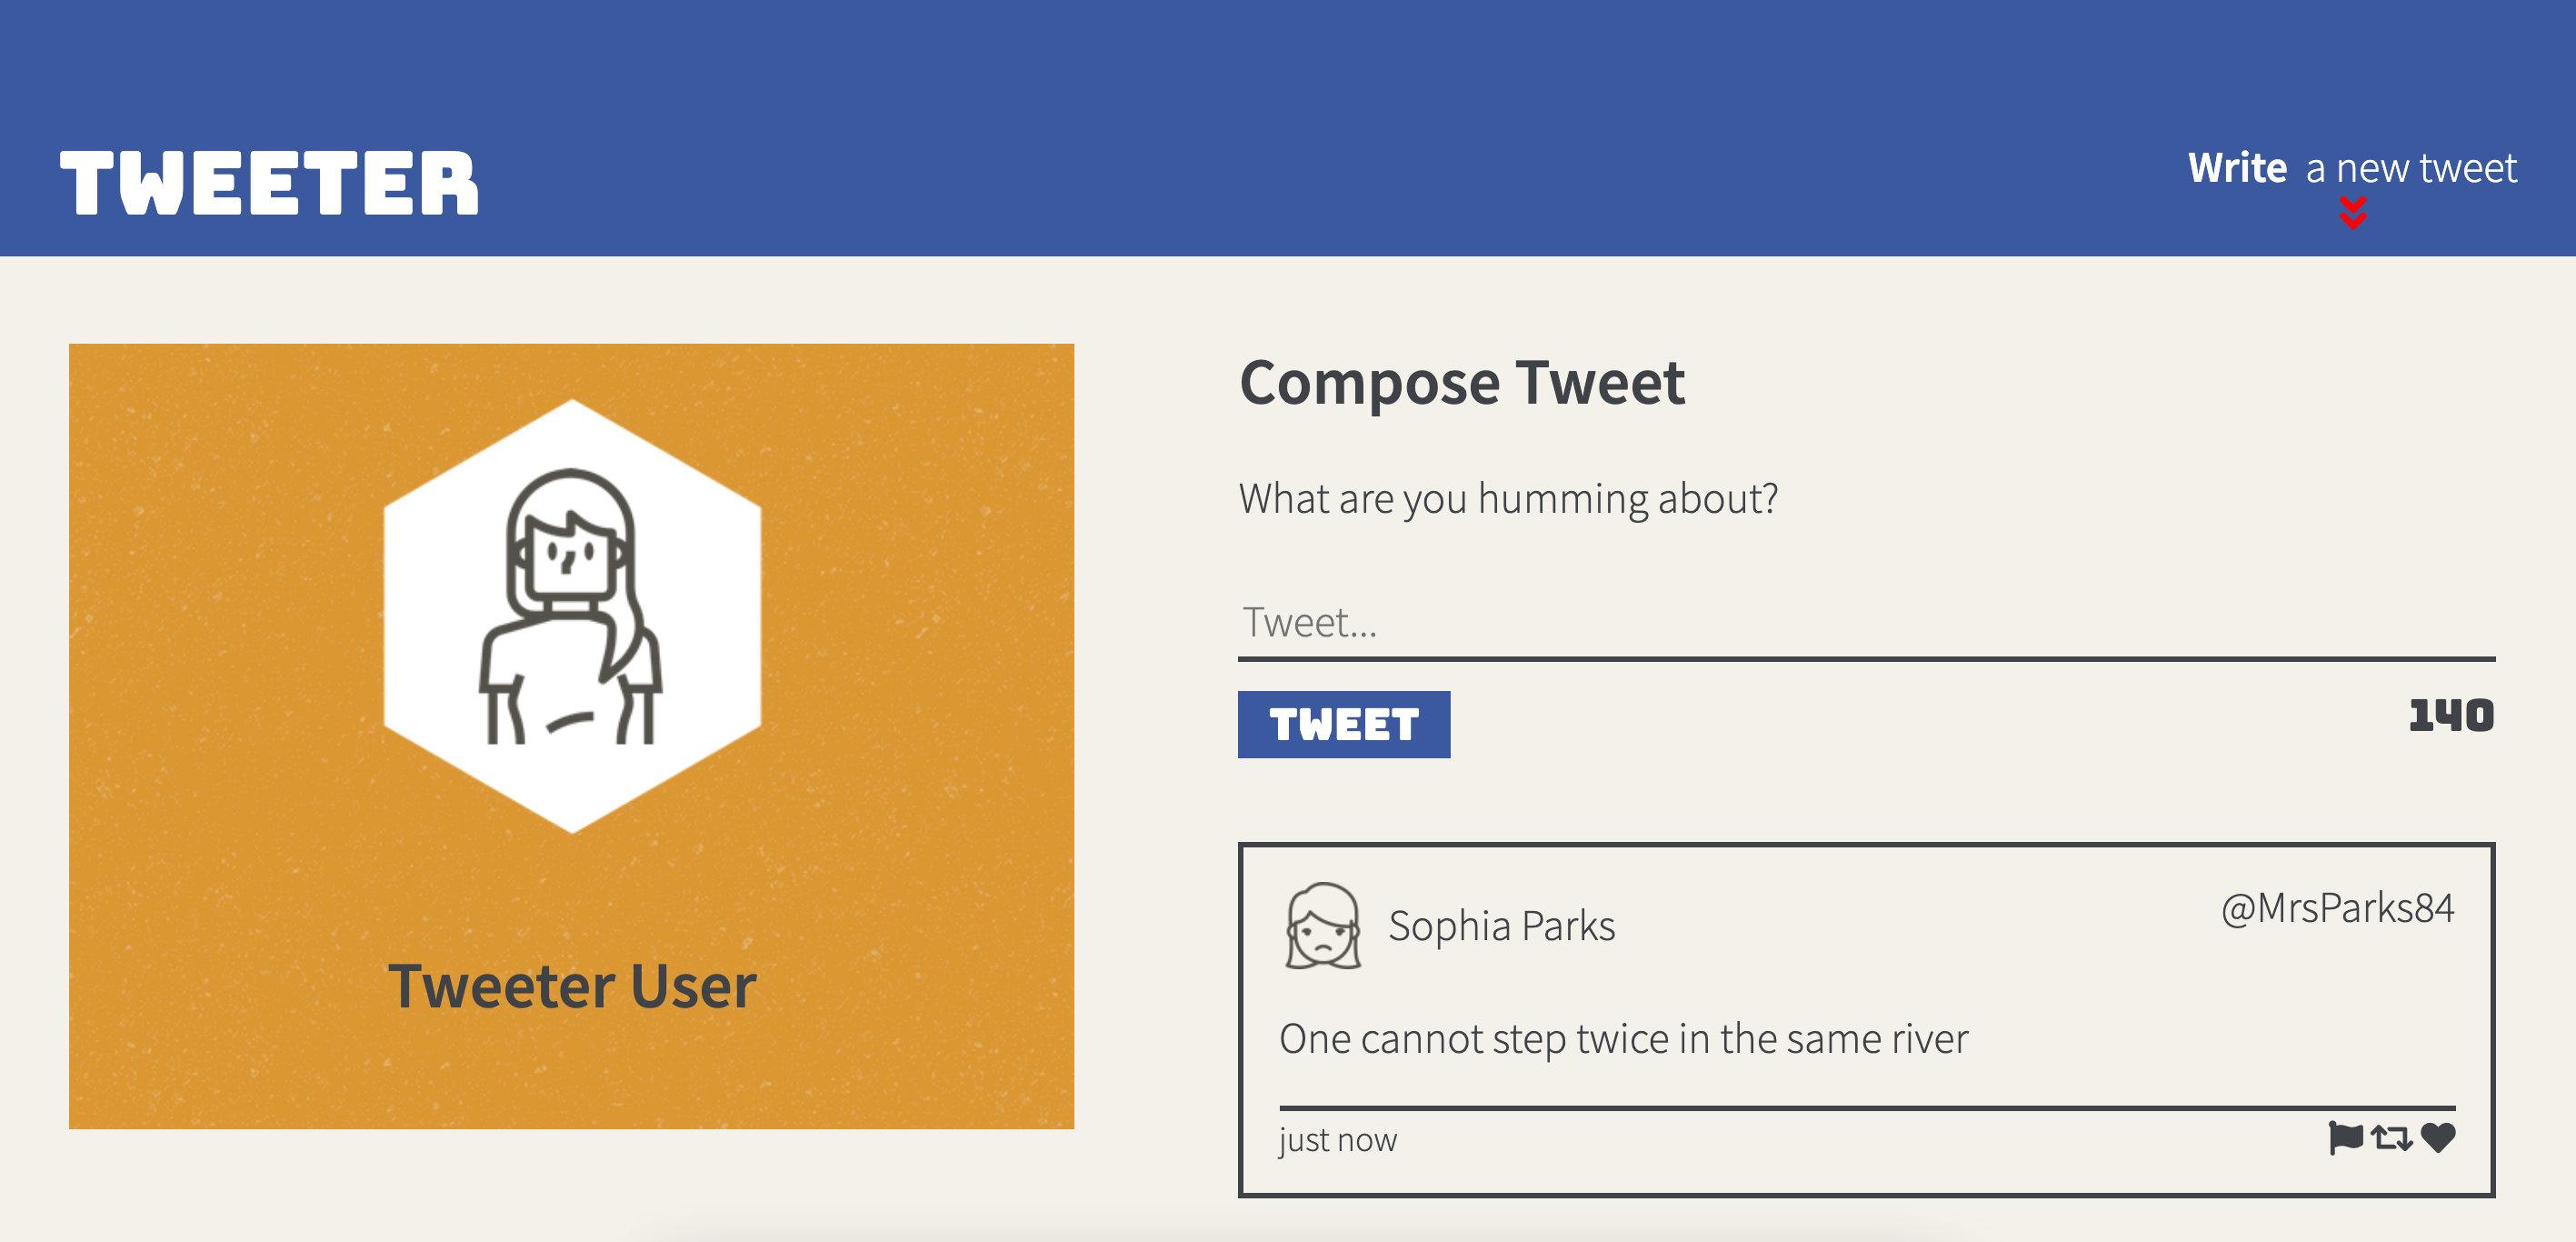 TWEETER
Write a new tweet
Tweeter User
Compose Tweet
What are you humming about?
Tweet...
TWEET
140
Sophia Parks
@MrsParks84
One cannot step twice in the same river
just now